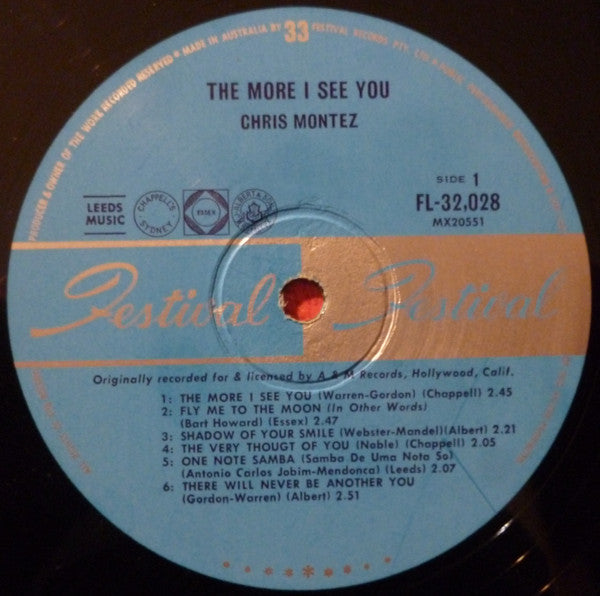 PRODUCER & OWNER OF THE WORK RECORDED RESERVED ★ MADE IN AUSTRALIA BY 33 FESTIVAL RECORDS PTY. LTD. PUBLIC PERFORMANCE
THE MORE I SEE YOU
CHRIS MONTEZ
SIDE 1
FL-32,028
MX20551
LEEDS
MUSIC
CHAPPELL'S
SYDNEY
ESSEX
Festival Festival
Originally recorded for & licensed by A & M Records, Hollywood, Calif.
1: THE MORE I SEE YOU (Warren-Gordon) (Chappell) 2.45
2: FLY ME TO THE MOON (In Other Words)
(Bart Howard) (Essex) 2.47
3: SHADOW OF YOUR SMILE (Webster-Mandel)(Albert) 2.21
4: THE VERY THOUGT OF YOU (Noble) (Chappell) 2.05
5: ONE NOTE SAMBA (Samba De Uma Nota So)
(Antonio Carlos Jobim-Mendonca) (Leeds) 2.07
6: THERE WILL NEVER BE ANOTHER YOU
(Gordon-Warren) (Albert) 2.51